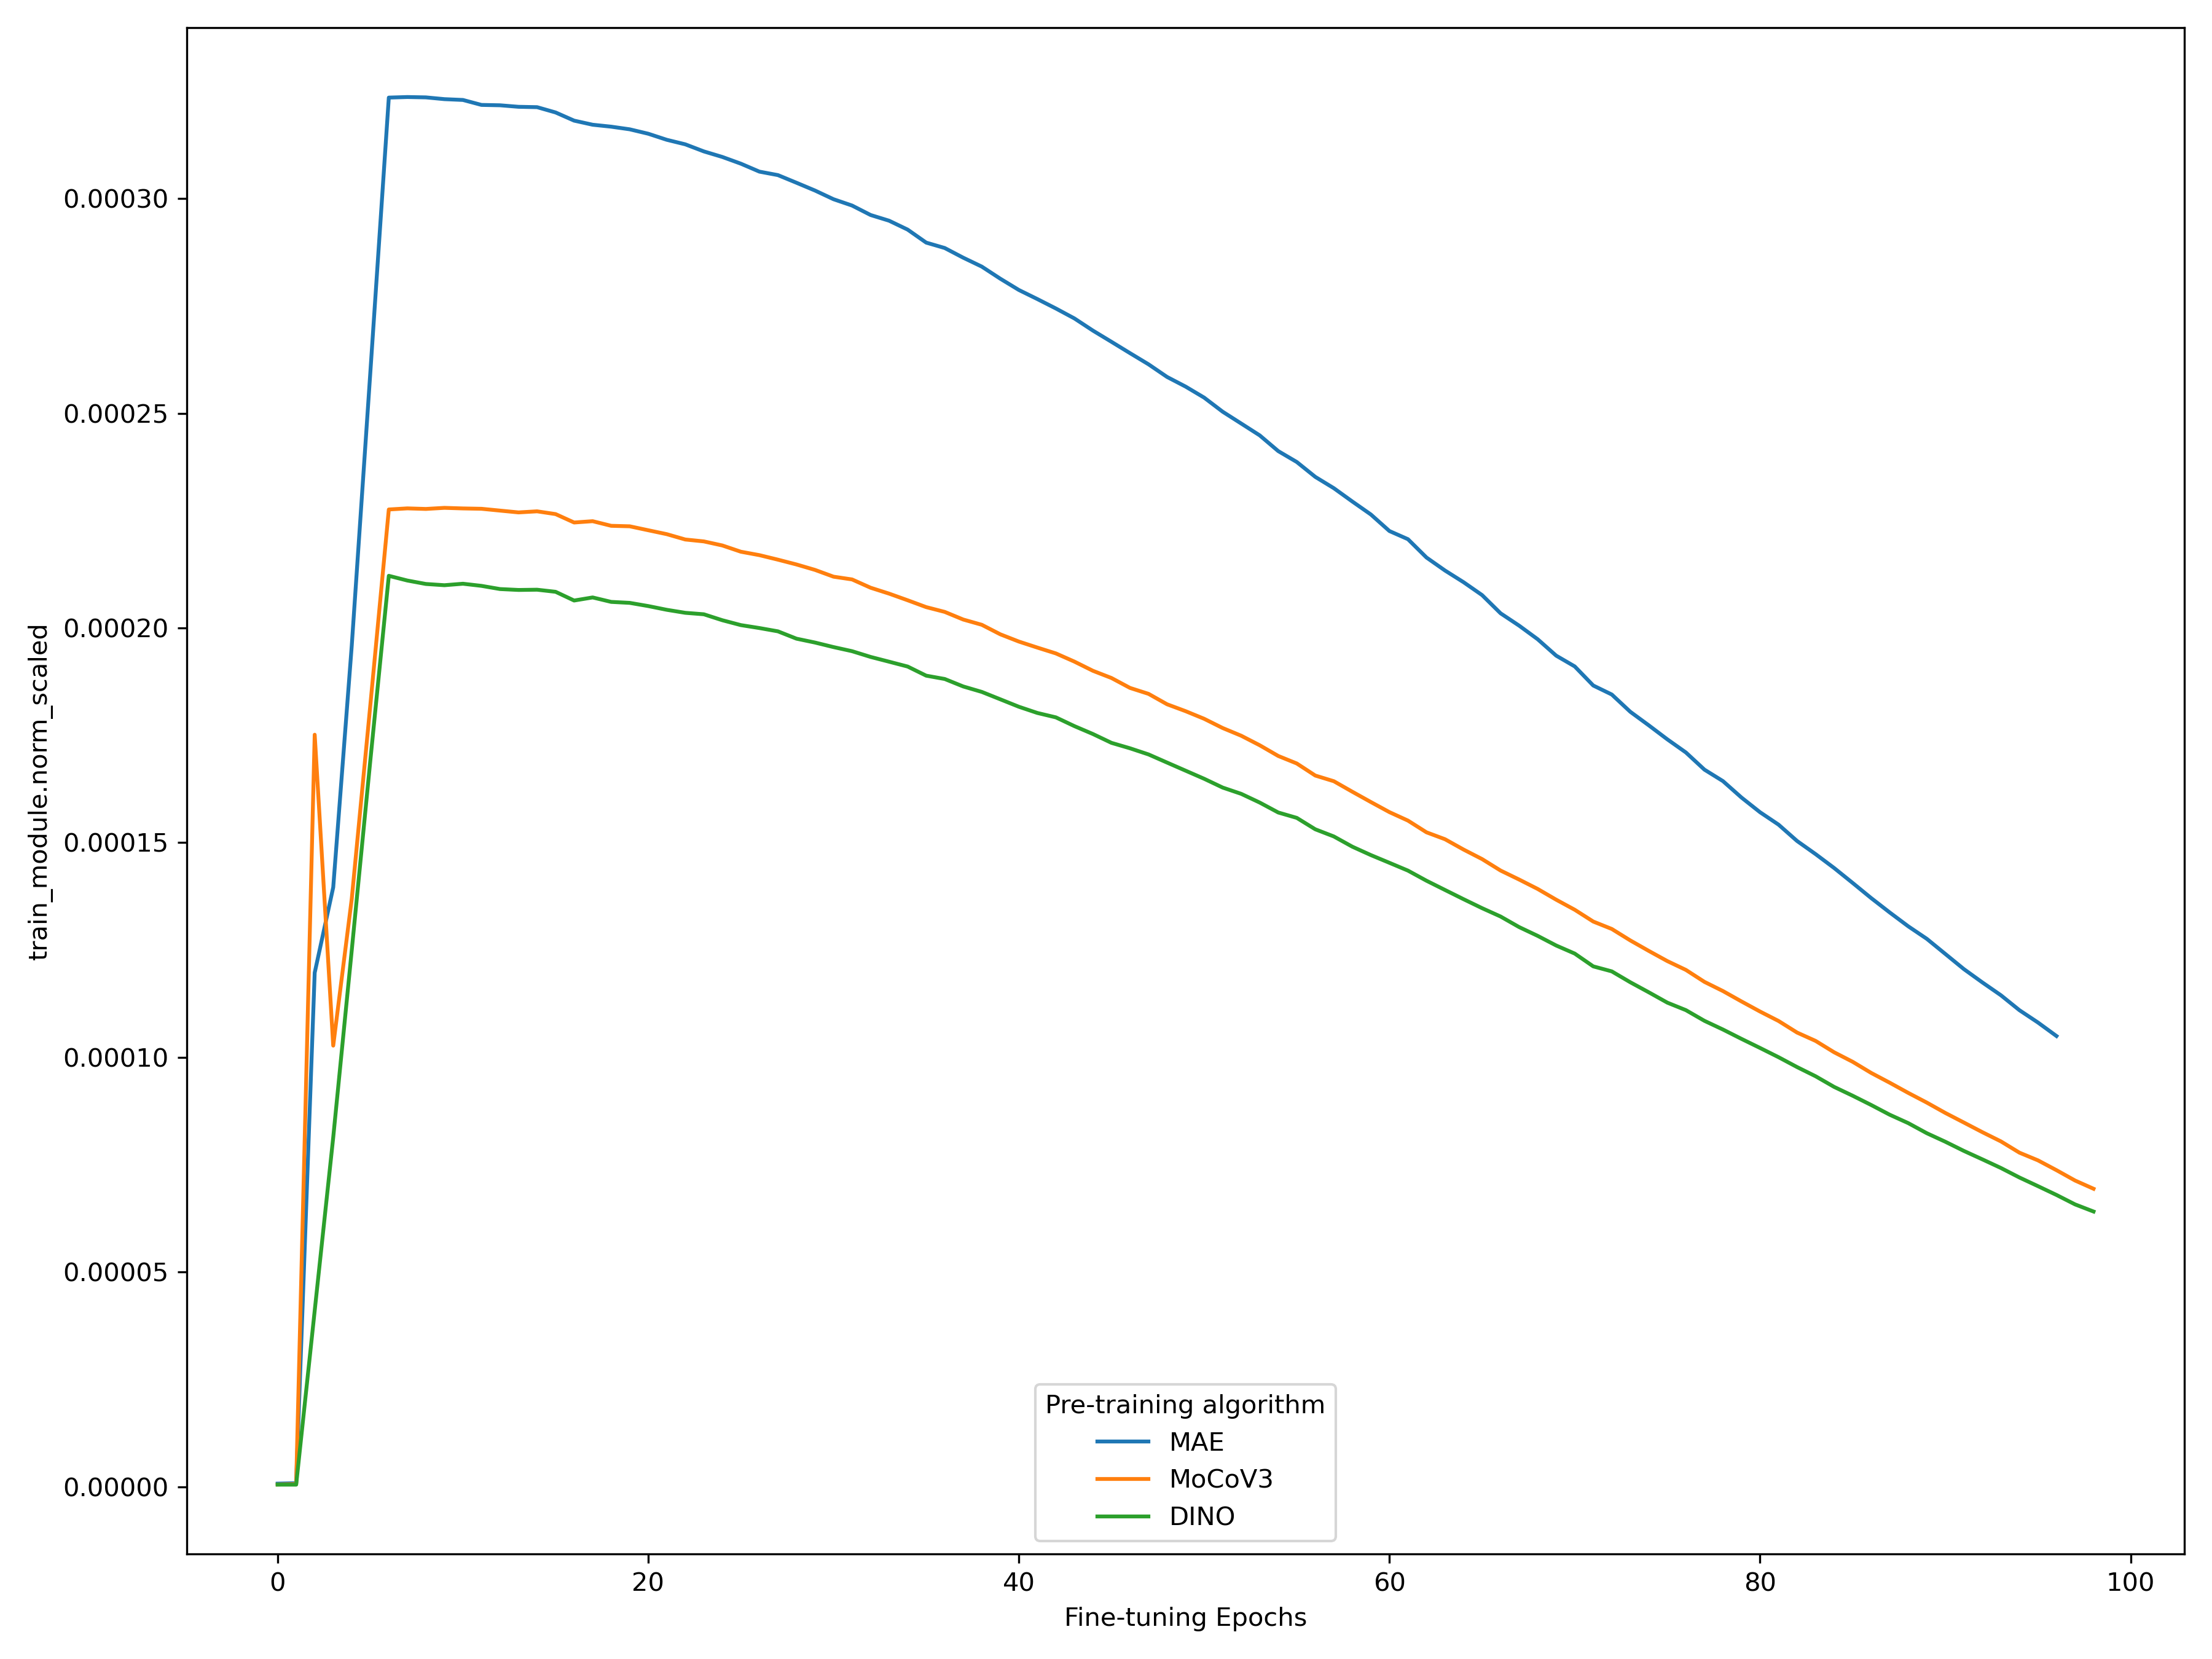 train_module.norm_scaled
0.00030
0.00025
0.00020
0.00015
0.00010
0.00005
0.00000
Pre-training algorithm
MAE
MoCoV3
DINO
0 20 40 60 80 100
Fine-tuning Epochs